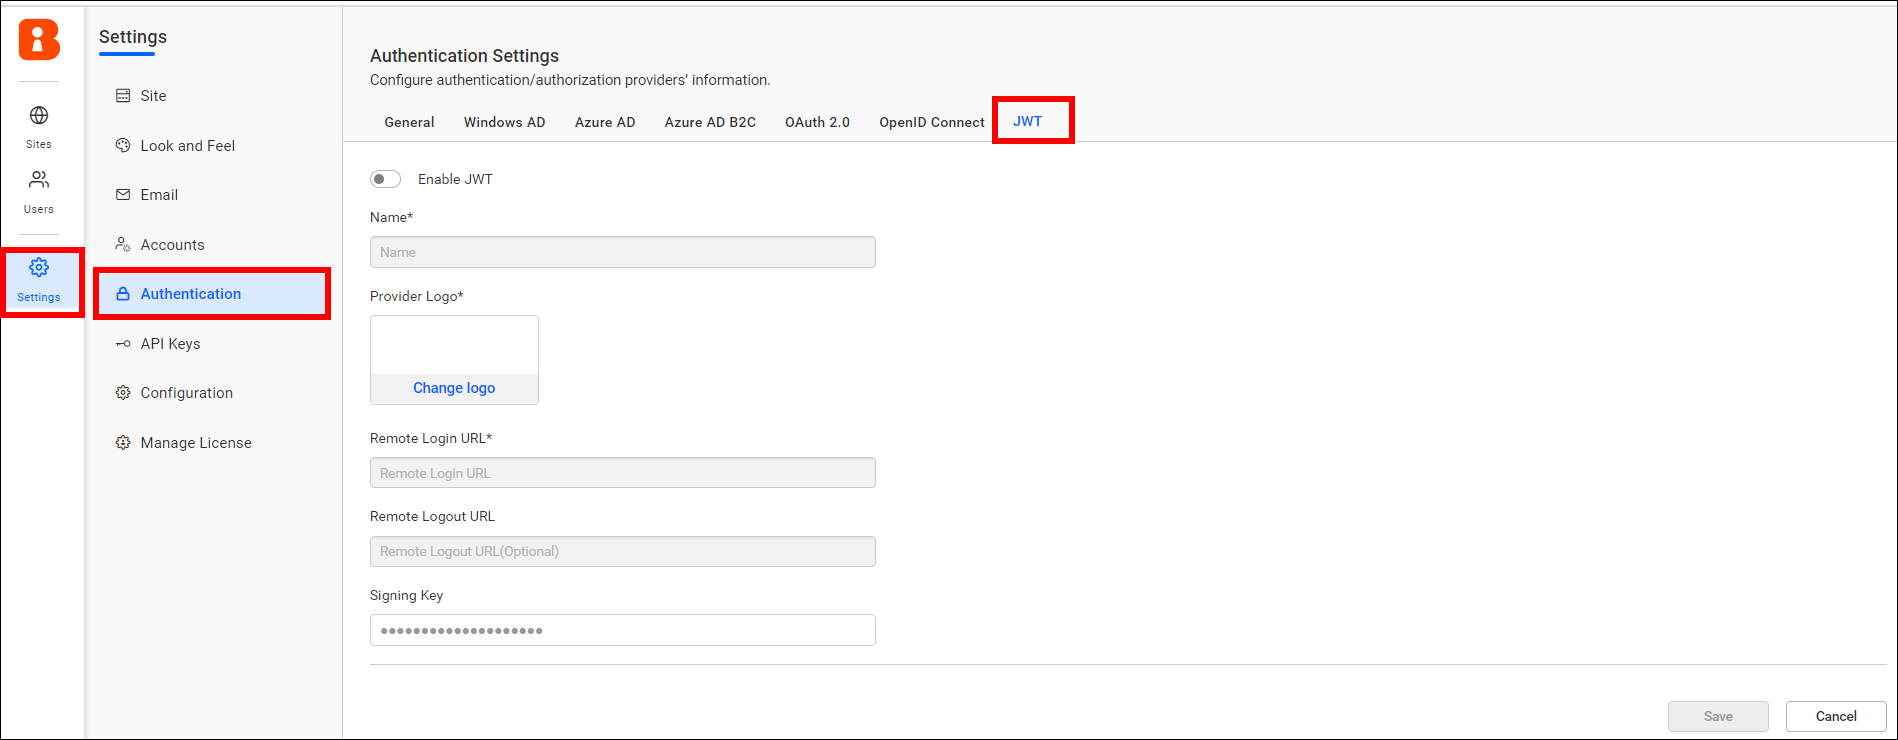 Sites
Users
Settings
Settings
Site
Look and Feel
Email
Accounts
Authentication
API Keys
Configuration
Manage License
Authentication Settings
Configure authentication/authorization providers' information.
General Windows AD Azure AD Azure AD B2C OAuth 2.0 OpenID Connect JWT
Enable JWT
Name*
Name
Provider Logo*
Change logo
Remote Login URL*
Remote Login URL
Remote Logout URL
Remote Logout URL(Optional)
Signing Key
••••••••••••••••••••
Save Cancel